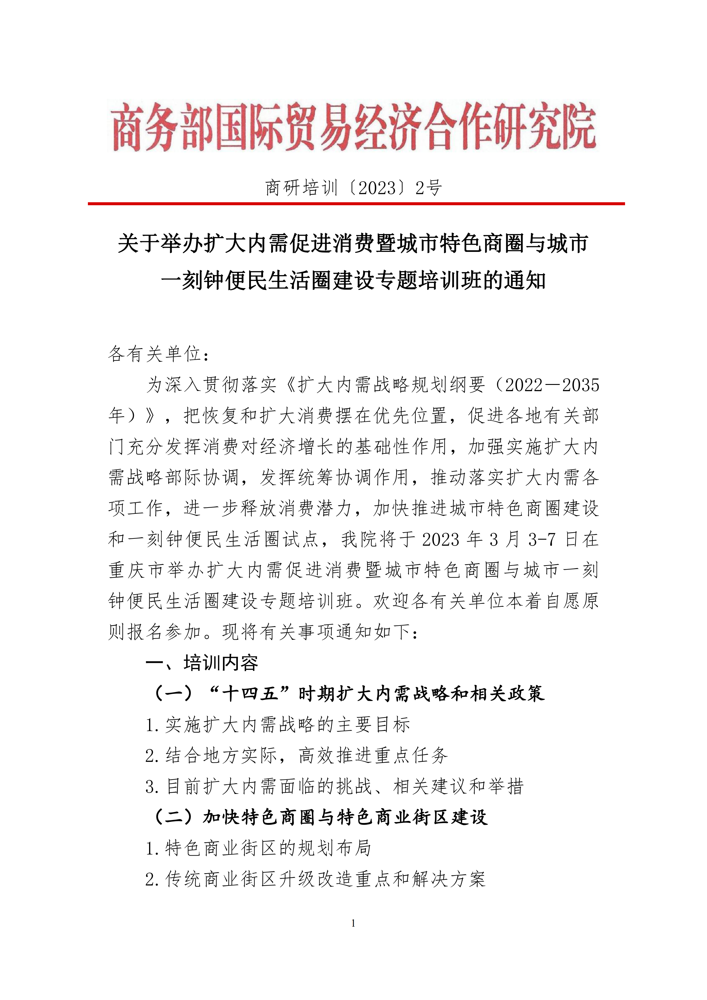 商务部国际贸易经济合作研究院
商研培训〔2023〕2号
关于举办扩大内需促进消费暨城市特色商圈与城市
一刻钟便民生活圈建设专题培训班的通知
各有关单位：
为深入贯彻落实《扩大内需战略规划纲要（2022－2035
年）》，把恢复和扩大消费摆在优先位置，促进各地有关部
门充分发挥消费对经济增长的基础性作用，加强实施扩大内
需战略部际协调，发挥统筹协调作用，推动落实扩大内需各
项工作，进一步释放消费潜力，加快推进城市特色商圈建设
和一刻钟便民生活圈试点，我院将于 2023 年 3 月 3-7 日在
重庆市举办扩大内需促进消费暨城市特色商圈与城市一刻
钟便民生活圈建设专题培训班。欢迎各有关单位本着自愿原
则报名参加。现将有关事项通知如下：
一、培训内容
（一）“十四五”时期扩大内需战略和相关政策
1.实施扩大内需战略的主要目标
2.结合地方实际，高效推进重点任务
3.目前扩大内需面临的挑战、相关建议和举措
（二）加快特色商圈与特色商业街区建设
1.特色商业街区的规划布局
2.传统商业街区升级改造重点和解决方案
1